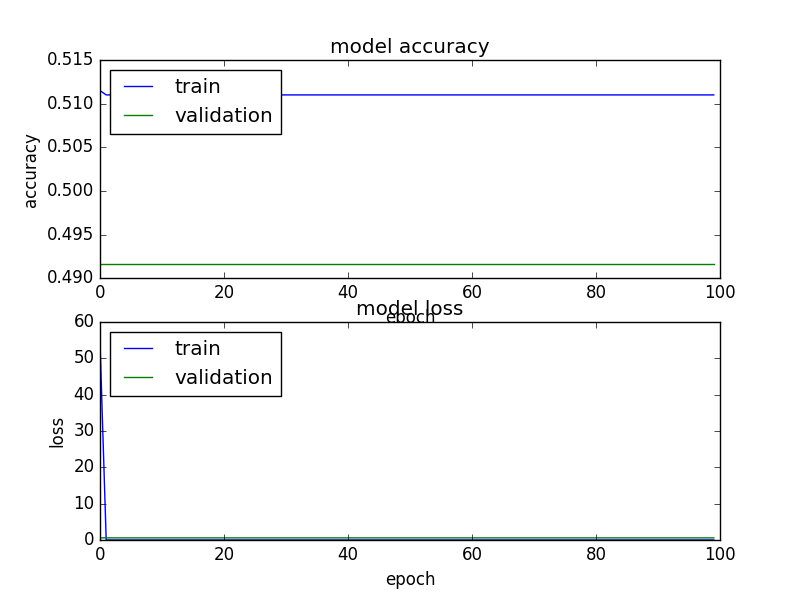 model accuracy
0.515
0.510
0.505
0.500
0.495
0.490
accuracy
train
validation
0 20 40 60 80 100
epoch
model loss
60
50
40
30
20
10
0
loss
train
validation
0 20 40 60 80 100
epoch